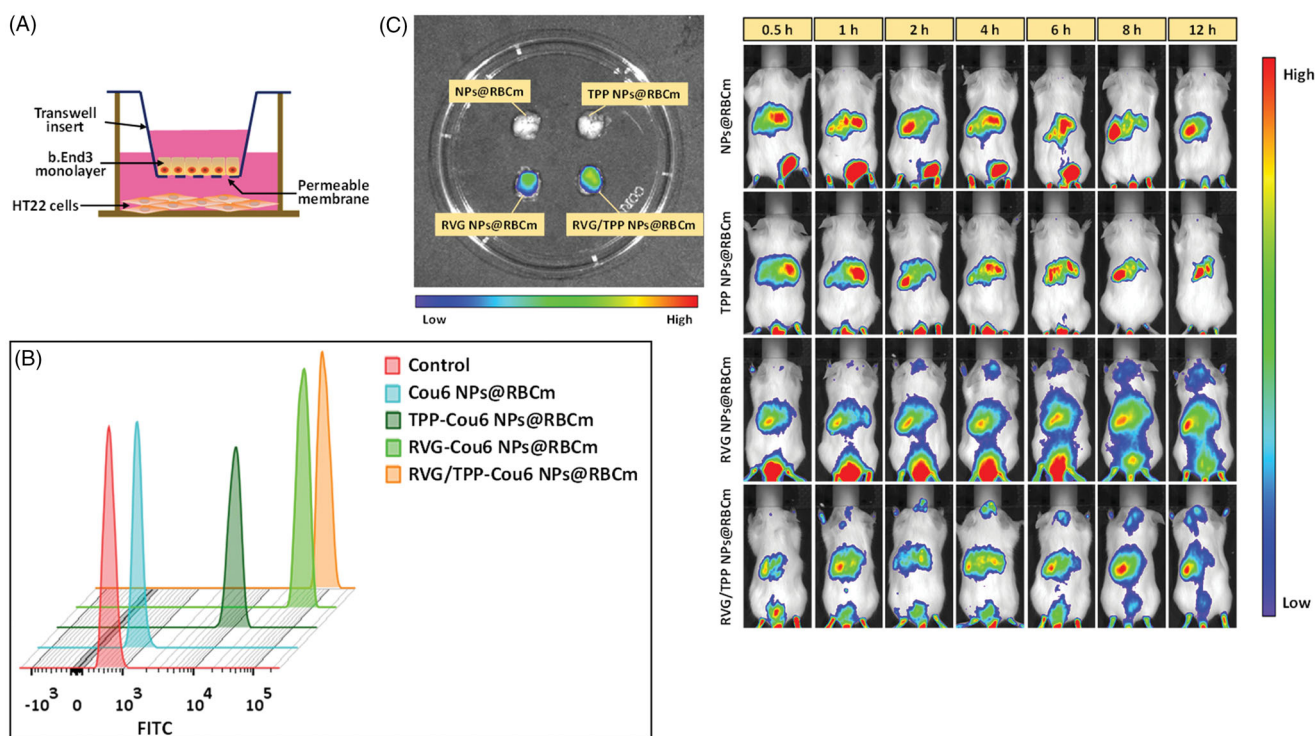 (A)
Transwell
insert
b.End3
monolayer
HT22 cells
Permeable
membrane
(B)
Control
Cou6 NPs@RBCm
TPP-Cou6 NPs@RBCm
RVG-Cou6 NPs@RBCm
RVG/TPP-Cou6 NPs@RBCm
-10³ 0 10³ 10⁴ 10⁵
FITC
(C)
NPs@RBCm
TPP NPs@RBCm
RVG NPs@RBCm
RVG/TPP NPs@RBCm
Low High
0.5 h 1 h 2 h 4 h 6 h 8 h 12 h
NPs@RBCm
TPP NPs@RBCm
RVG NPs@RBCm
RVG/TPP NPs@RBCm
High
Low